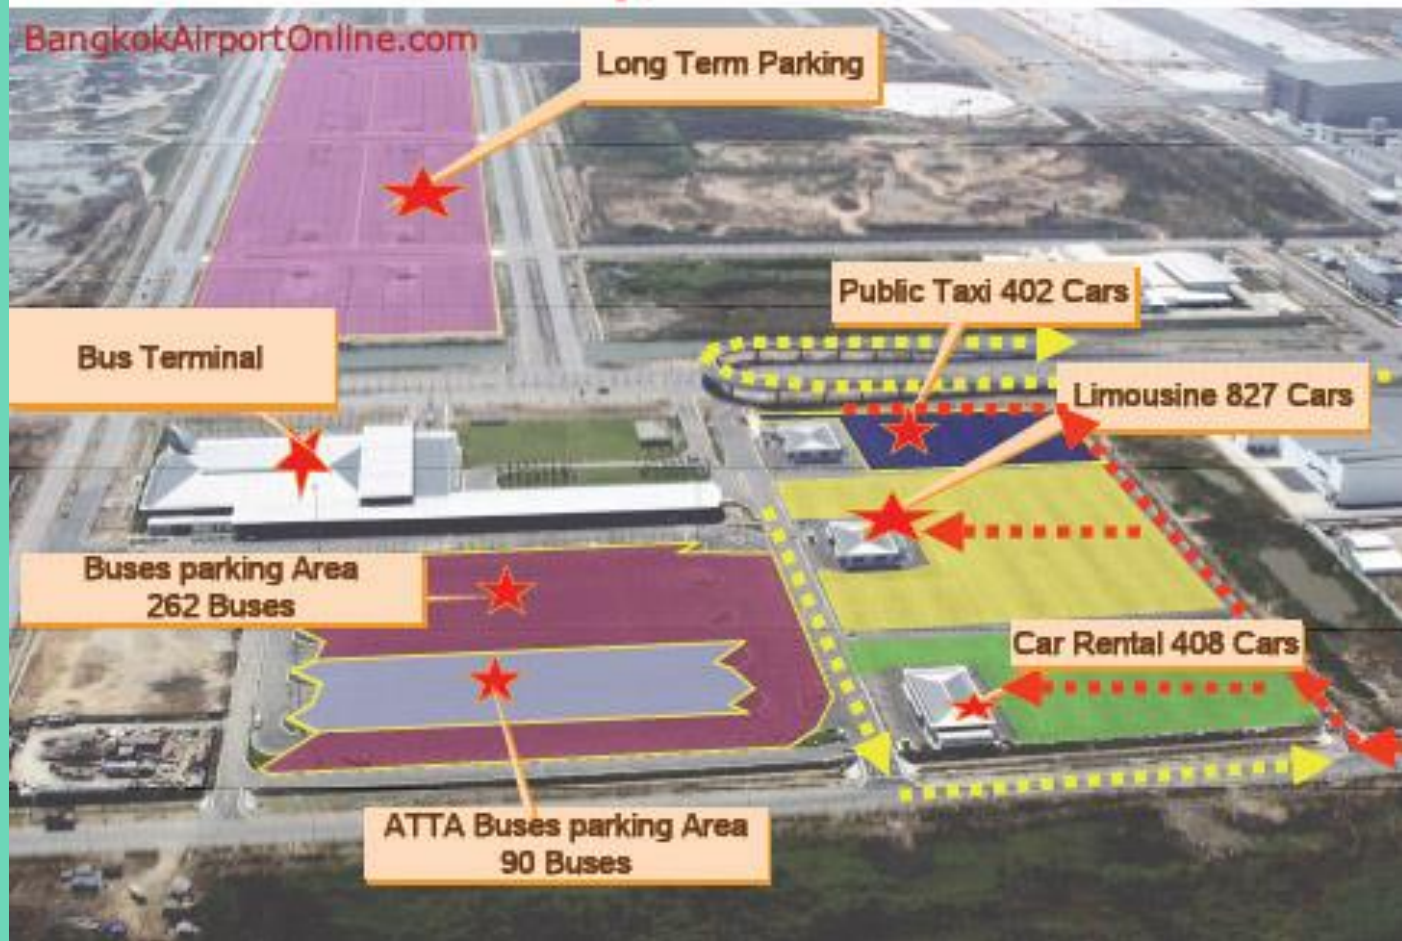 BangkokAirportOnline.com
Long Term Parking
Public Taxi 402 Cars
Bus Terminal
Limousine 827 Cars
Buses parking Area
262 Buses
Car Rental 408 Cars
ATTA Buses parking Area
90 Buses